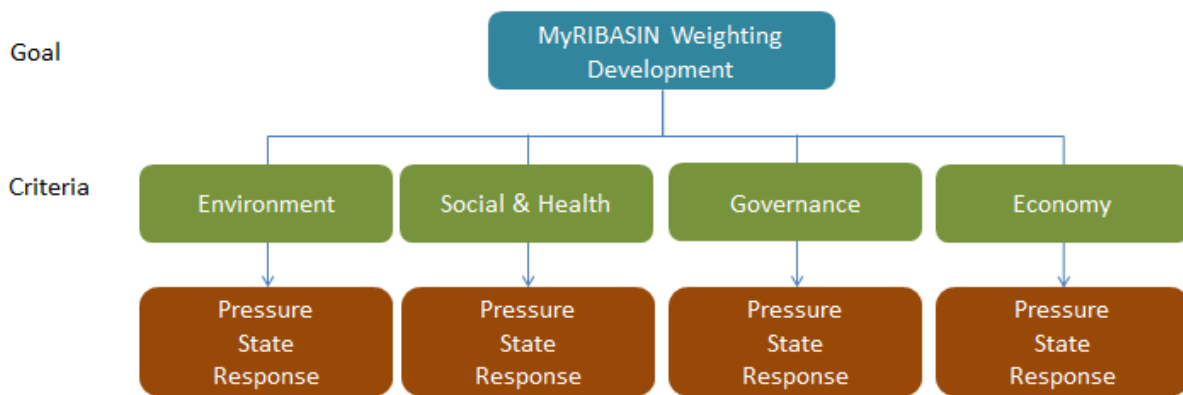 Goal
MyRIBASIN Weighting
Development
Criteria
Environment
Social & Health
Governance
Economy
Pressure
State
Response
Pressure
State
Response
Pressure
State
Response
Pressure
State
Response